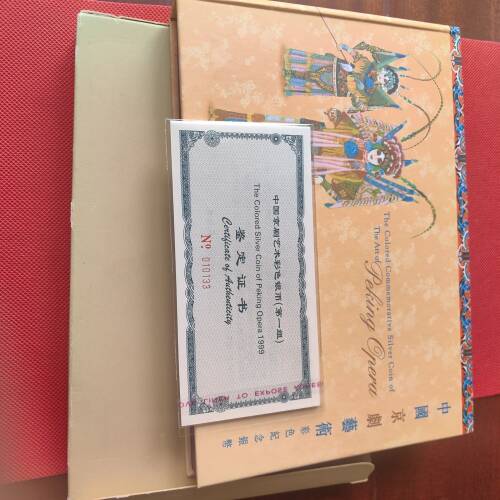 The Colored Commemorative Silver Coin of
The Art of
Peking Opera
中國京劇藝術
彩色紀念銀幣
中国京剧艺术彩色银币(第一组)
The Colored Silver Coin of Peking Opera 1999
鉴定证书
Certificate of Authenticity
No 010133